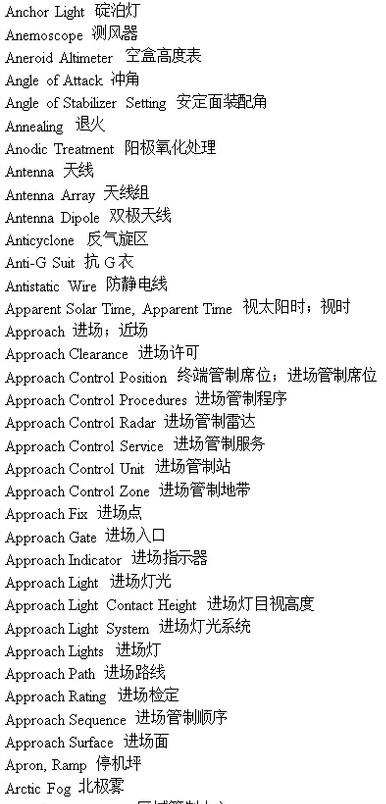 Anchor Light 碇泊灯
Anemoscope 测风器
Aneroid Altimeter 空盒高度表
Angle of Attack 冲角
Angle of Stabilizer Setting 安定面装配角
Annealing 退火
Anodic Treatment 阳极氧化处理
Antenna 天线
Antenna Array 天线组
Antenna Dipole 双极天线
Anticyclone 反气旋区
Anti-G Suit 抗G衣
Antistatic Wire 防静电线
Apparent Solar Time, Apparent Time 视太阳时；视时
Approach 进场；近场
Approach Clearance 进场许可
Approach Control Position 终端管制席位；进场管制席位
Approach Control Procedures 进场管制程序
Approach Control Radar 进场管制雷达
Approach Control Service 进场管制服务
Approach Control Unit 进场管制站
Approach Control Zone 进场管制地带
Approach Fix 进场点
Approach Gate 进场入口
Approach Indicator 进场指示器
Approach Light 进场灯光
Approach Light Contact Height 进场灯目视高度
Approach Light System 进场灯光系统
Approach Lights 进场灯
Approach Path 进场路线
Approach Rating 进场检定
Approach Sequence 进场管制顺序
Approach Surface 进场面
Apron, Ramp 停机坪
Arctic Fog 北极雾